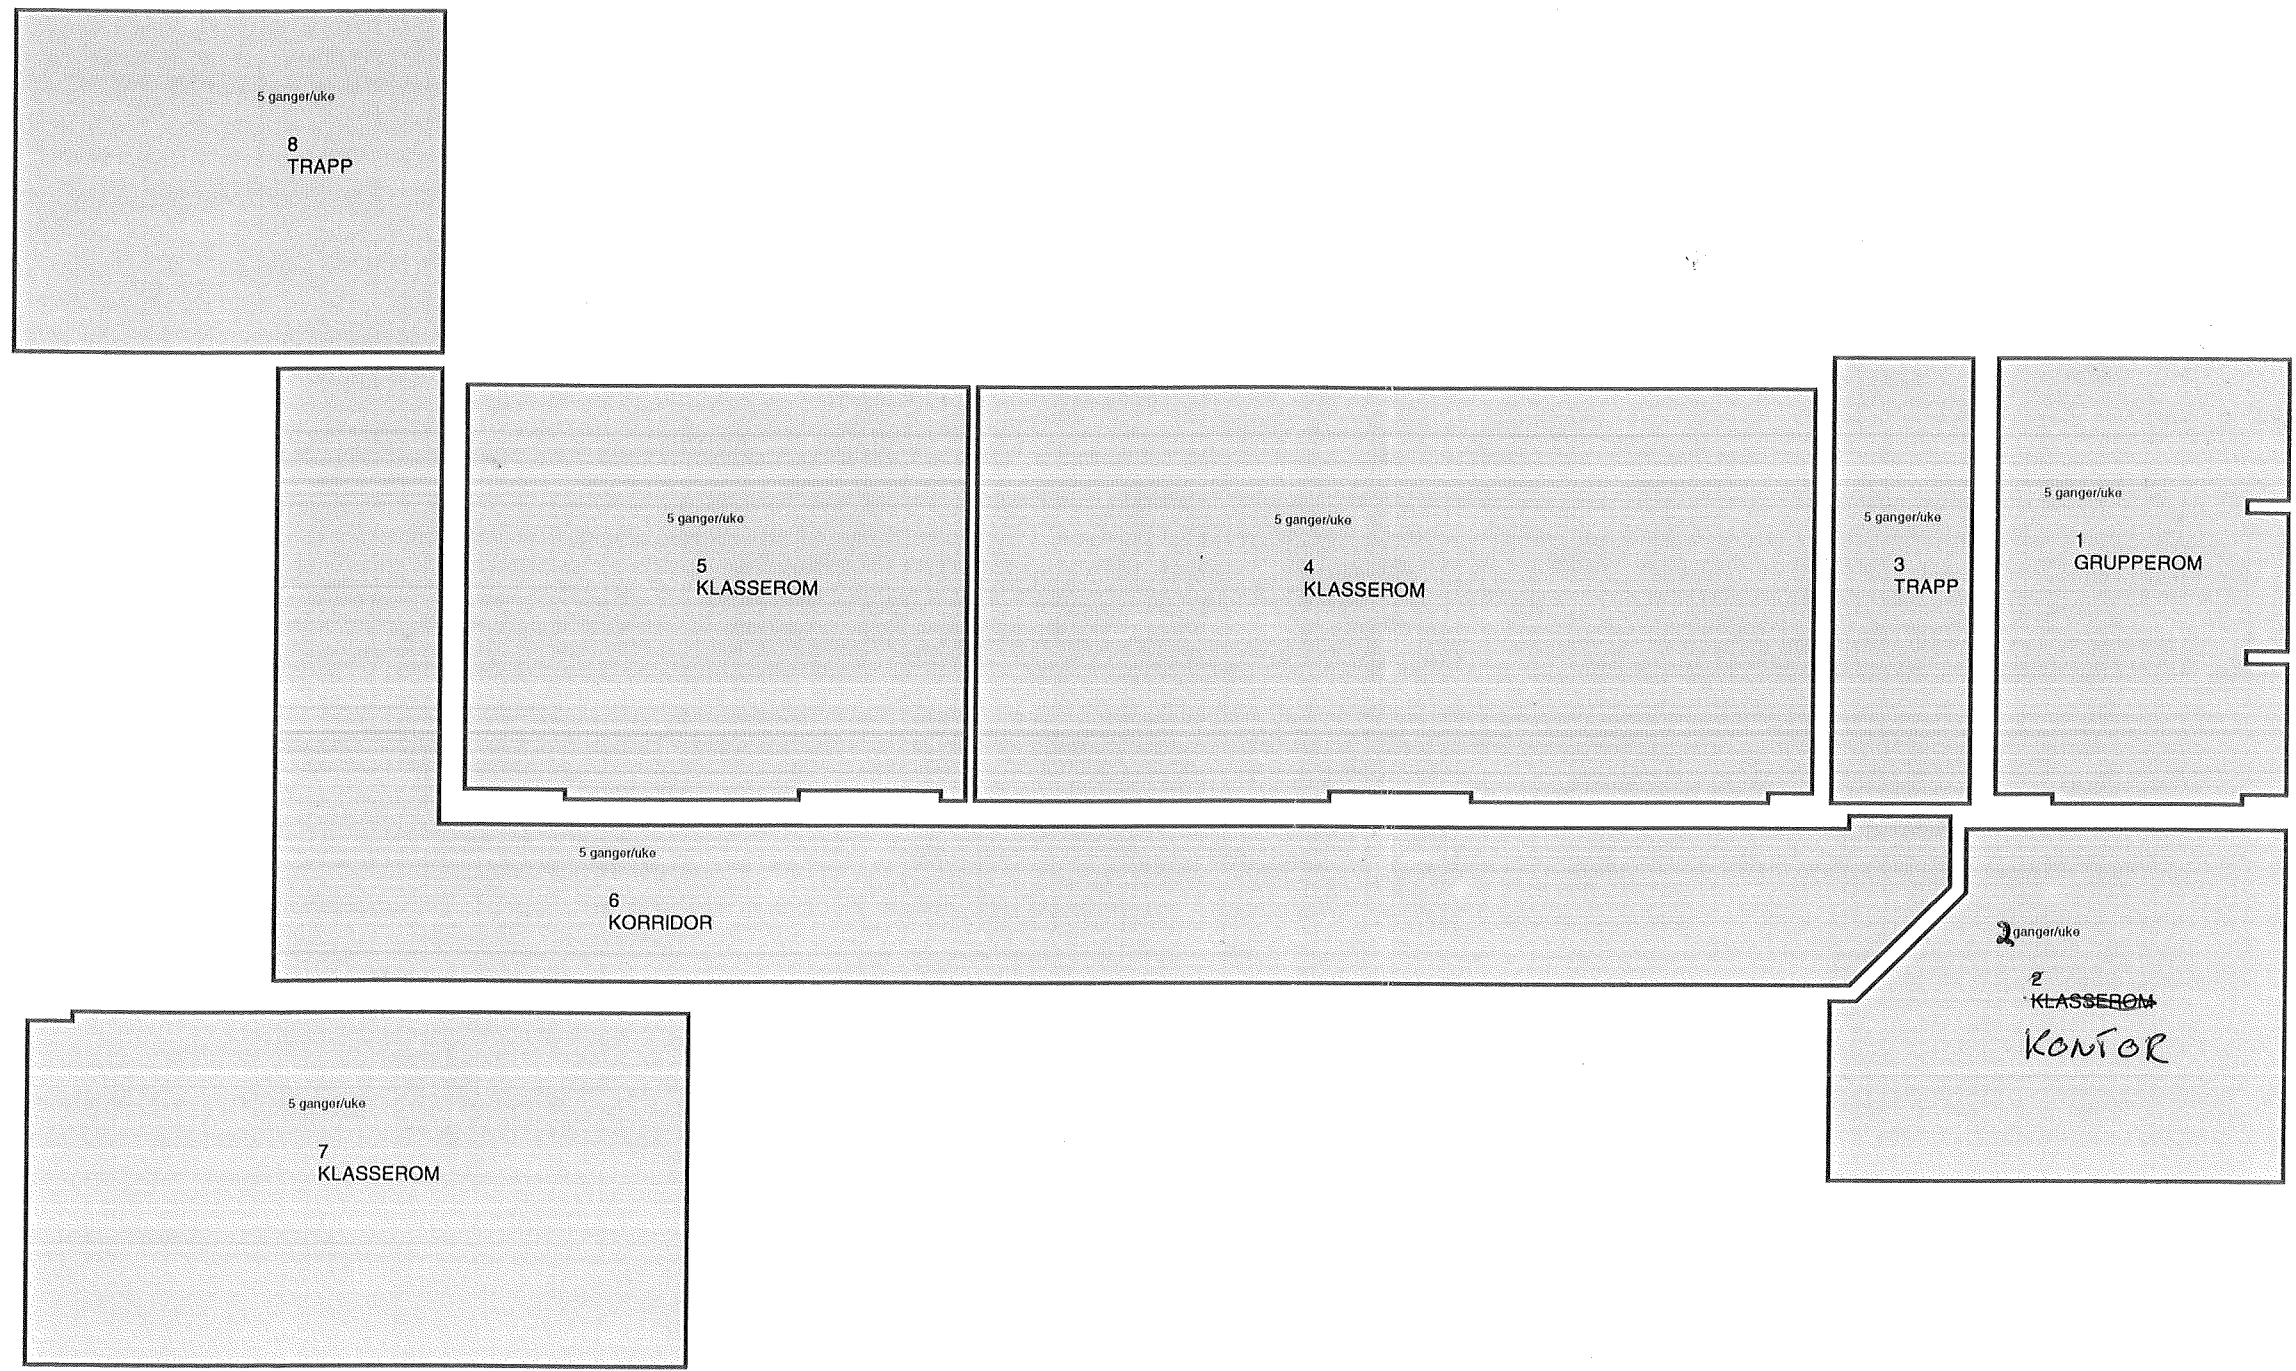 5 ganger/uke
8
TRAPP
5 ganger/uke
5
KLASSEROM
5 ganger/uke
4
KLASSEROM
5 ganger/uke
3
TRAPP
5 ganger/uke
1
GRUPPEROM
5 ganger/uke
6
KORRIDOR
2 ganger/uke
2
KLASSEROM
KONTOR
5 ganger/uke
7
KLASSEROM